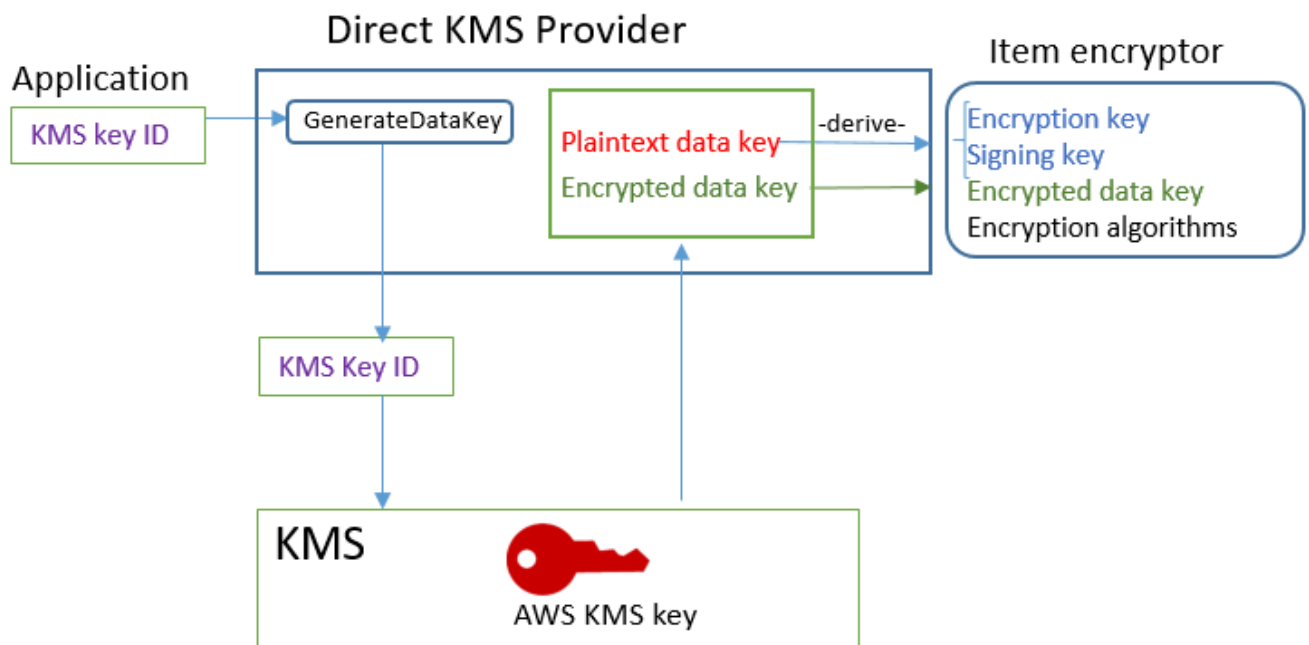 Direct KMS Provider
Application
Item encryptor
KMS key ID
GenerateDataKey
Plaintext data key
Encrypted data key
-derive-
Encryption key
Signing key
Encrypted data key
Encryption algorithms
KMS Key ID
KMS
AWS KMS key